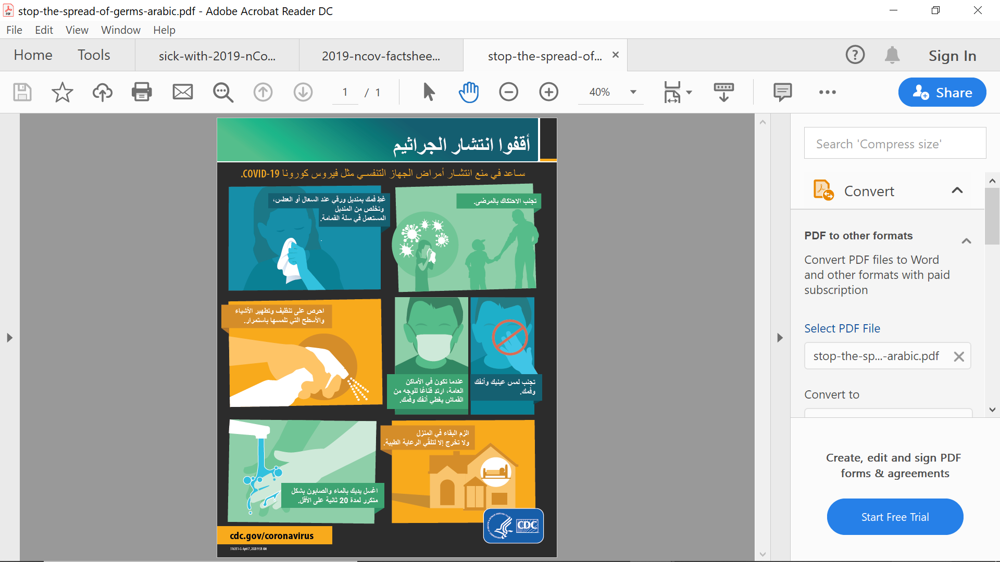 stop-the-spread-of-germs-arabic.pdf - Adobe Acrobat Reader DC
File Edit View Window Help
Home Tools sick-with-2019-nCo... 2019-ncov-factshee... stop-the-spread-of... Sign In
1 / 1 40% Share
أقفوا انتشار الجراثيم
ساعد في منع انتشار أمراض الجهاز التنفسي مثل فيروس كورونا COVID-19.
تجنب الاحتكاك بالمرضى.
غطِ فمك بمنديل ورقي عند السعال أو العطس،
وتخلص من المنديل
المستعمل في سلة القمامة.
تجنب لمس عينيك وأنفك
وفمك.
عندما تكون في الأماكن
العامة، ارتدِ قناعًا للوجه من
القماش يغطي أنفك وفمك.
احرص على تنظيف وتطهير الأشياء
والأسطح التي تلمسها باستمرار.
الزم البقاء في المنزل
ولا تخرج إلا لتلقّي الرعاية الطبية.
اغسل يديك بالماء والصابون بشكل
متكرر لمدة 20 ثانية على الأقل.
CDC
cdc.gov/coronavirus
316351-G April 7, 2020 9:58 AM
Search 'Compress size'
Convert
PDF to other formats
Convert PDF files to Word
and other formats with paid
subscription
Select PDF File
stop-the-sp...-arabic.pdf
Convert to
Create, edit and sign PDF
forms & agreements
Start Free Trial